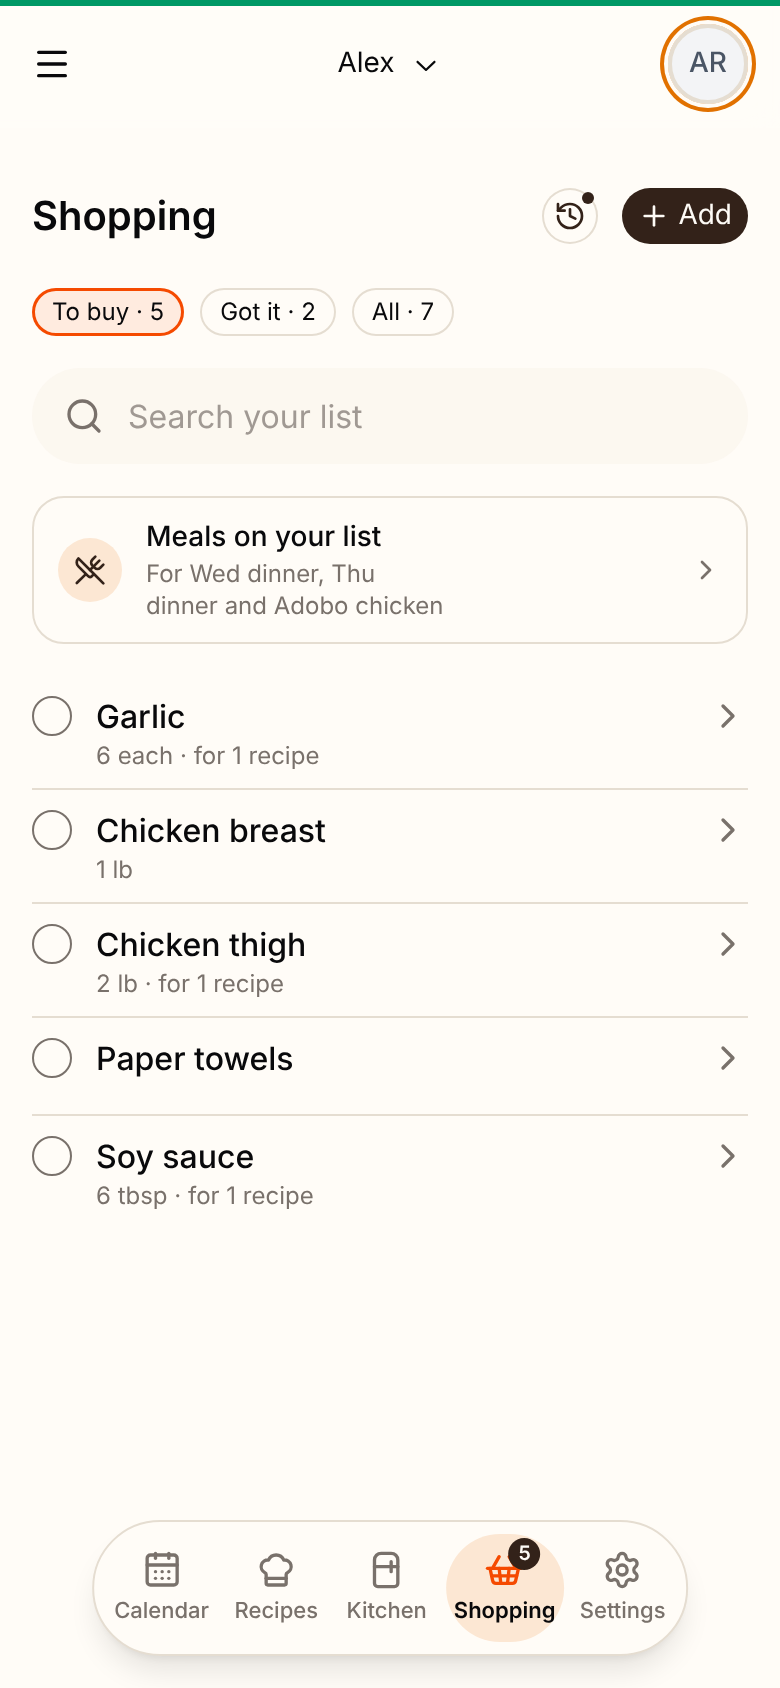 Alex
AR
Shopping
Add
To buy · 5
Got it · 2
All · 7
Search your list
Meals on your list
For Wed dinner, Thu
dinner and Adobo chicken
Garlic
6 each · for 1 recipe
Chicken breast
1 lb
Chicken thigh
2 lb · for 1 recipe
Paper towels
Soy sauce
6 tbsp · for 1 recipe
5
Calendar
Recipes
Kitchen
Shopping
Settings